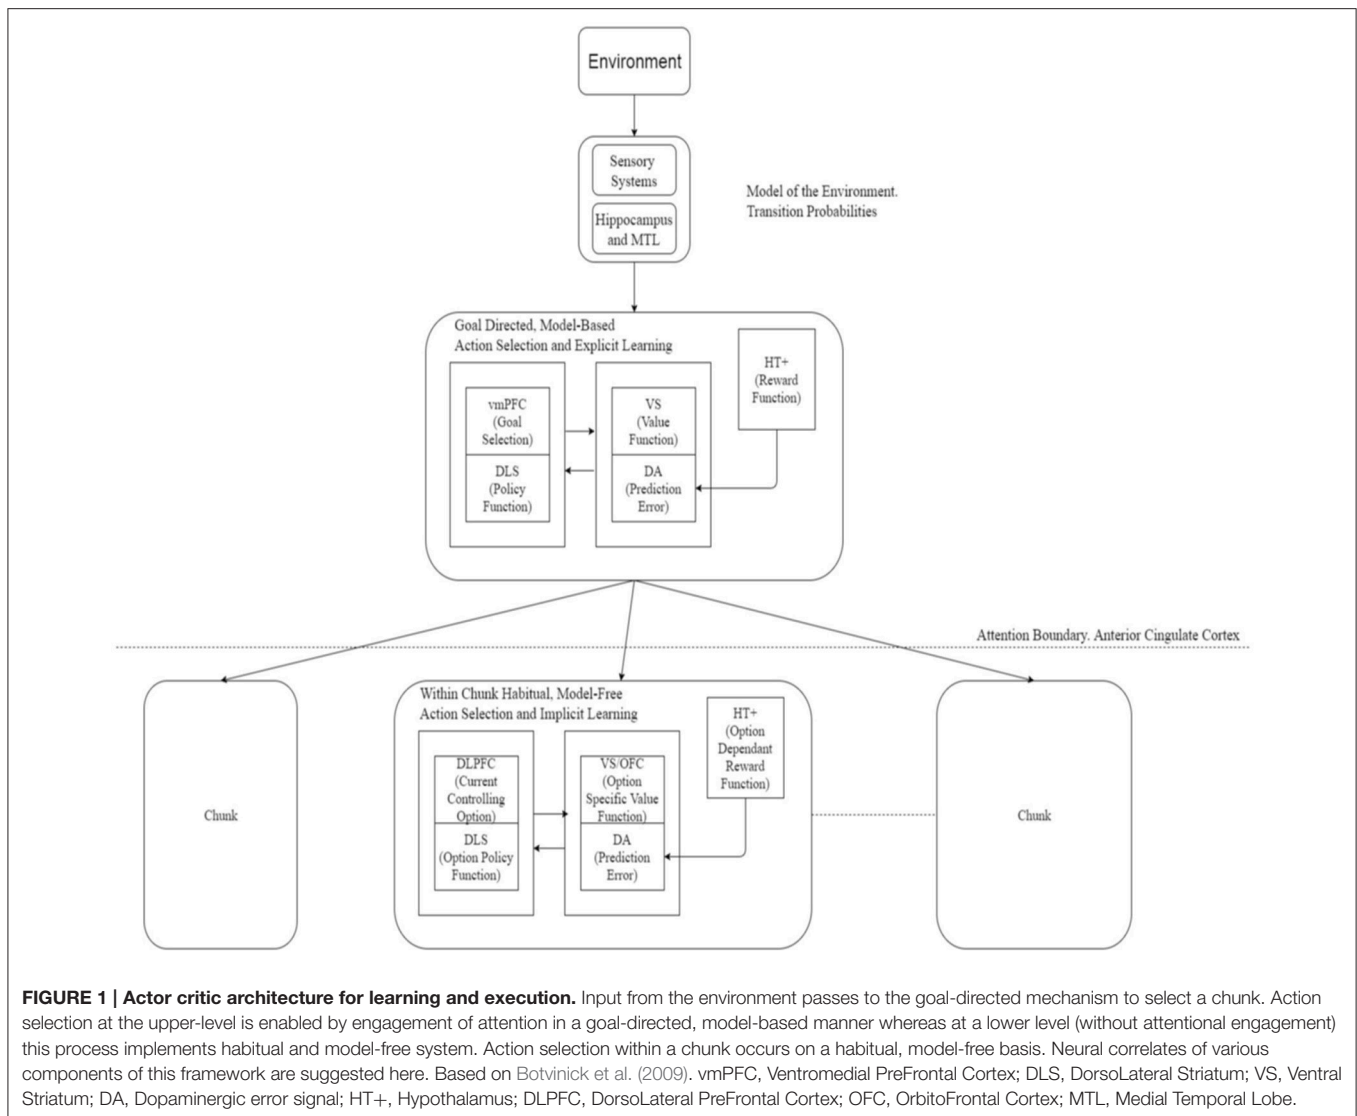 Environment
Sensory
Systems
Hippocampus
and MTL
Model of the Environment.
Transition Probabilities
Goal Directed, Model-Based
Action Selection and Explicit Learning
vmPFC
(Goal
Selection)
DLS
(Policy
Function)
VS
(Value
Function)
DA
(Prediction
Error)
HT+
(Reward
Function)
Attention Boundary. Anterior Cingulate Cortex
Chunk
Within Chunk Habitual, Model-Free
Action Selection and Implicit Learning
DLPFC
(Current
Controlling
Option)
DLS
(Option Policy
Function)
VS/OFC
(Option
Specific Value
Function)
DA
(Prediction
Error)
HT+
(Option
Dependant
Reward
Function)
Chunk
FIGURE 1 | Actor critic architecture for learning and execution. Input from the environment passes to the goal-directed mechanism to select a chunk. Action
selection at the upper-level is enabled by engagement of attention in a goal-directed, model-based manner whereas at a lower level (without attentional engagement)
this process implements habitual and model-free system. Action selection within a chunk occurs on a habitual, model-free basis. Neural correlates of various
components of this framework are suggested here. Based on Botvinick et al. (2009). vmPFC, Ventromedial PreFrontal Cortex; DLS, DorsoLateral Striatum; VS, Ventral
Striatum; DA, Dopaminergic error signal; HT+, Hypothalamus; DLPFC, DorsoLateral PreFrontal Cortex; OFC, OrbitoFrontal Cortex; MTL, Medial Temporal Lobe.